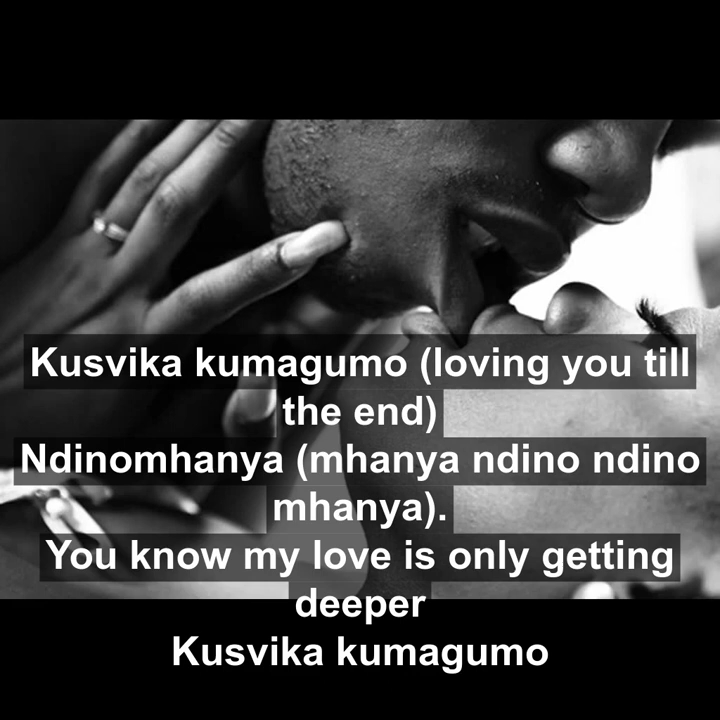 Kusvika kumagumo (loving you till
the end)
Ndinomhanya (mhanya ndino ndino
mhanya).
You know my love is only getting
deeper
Kusvika kumagumo